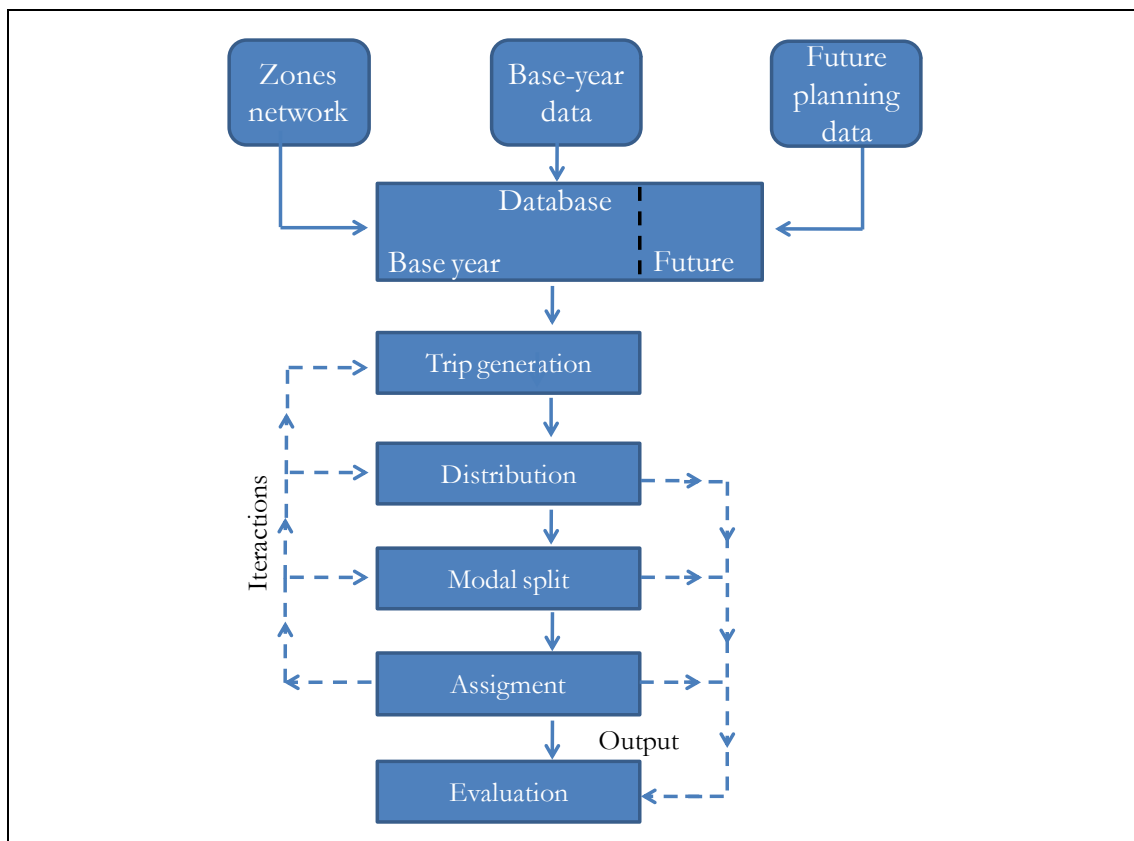 Zones
network
Base-year
data
Future
planning
data
Database
Base year
Future
Trip generation
Distribution
Iteractions
Modal split
Assigment
Output
Evaluation